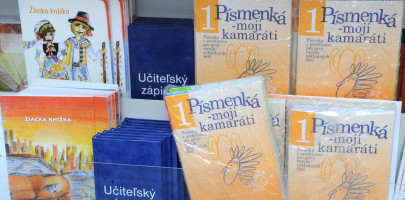 Žiacka knižka
Učiteľský
zápi
1 Písmenká
-moji
kamaráti
1 Písmenká
-moji
kamaráti
ŽIACKA KNIŽKA
Učiteľský
1 Písmenká
-moji
kamaráti
1 Písmenká
-moji
kamaráti